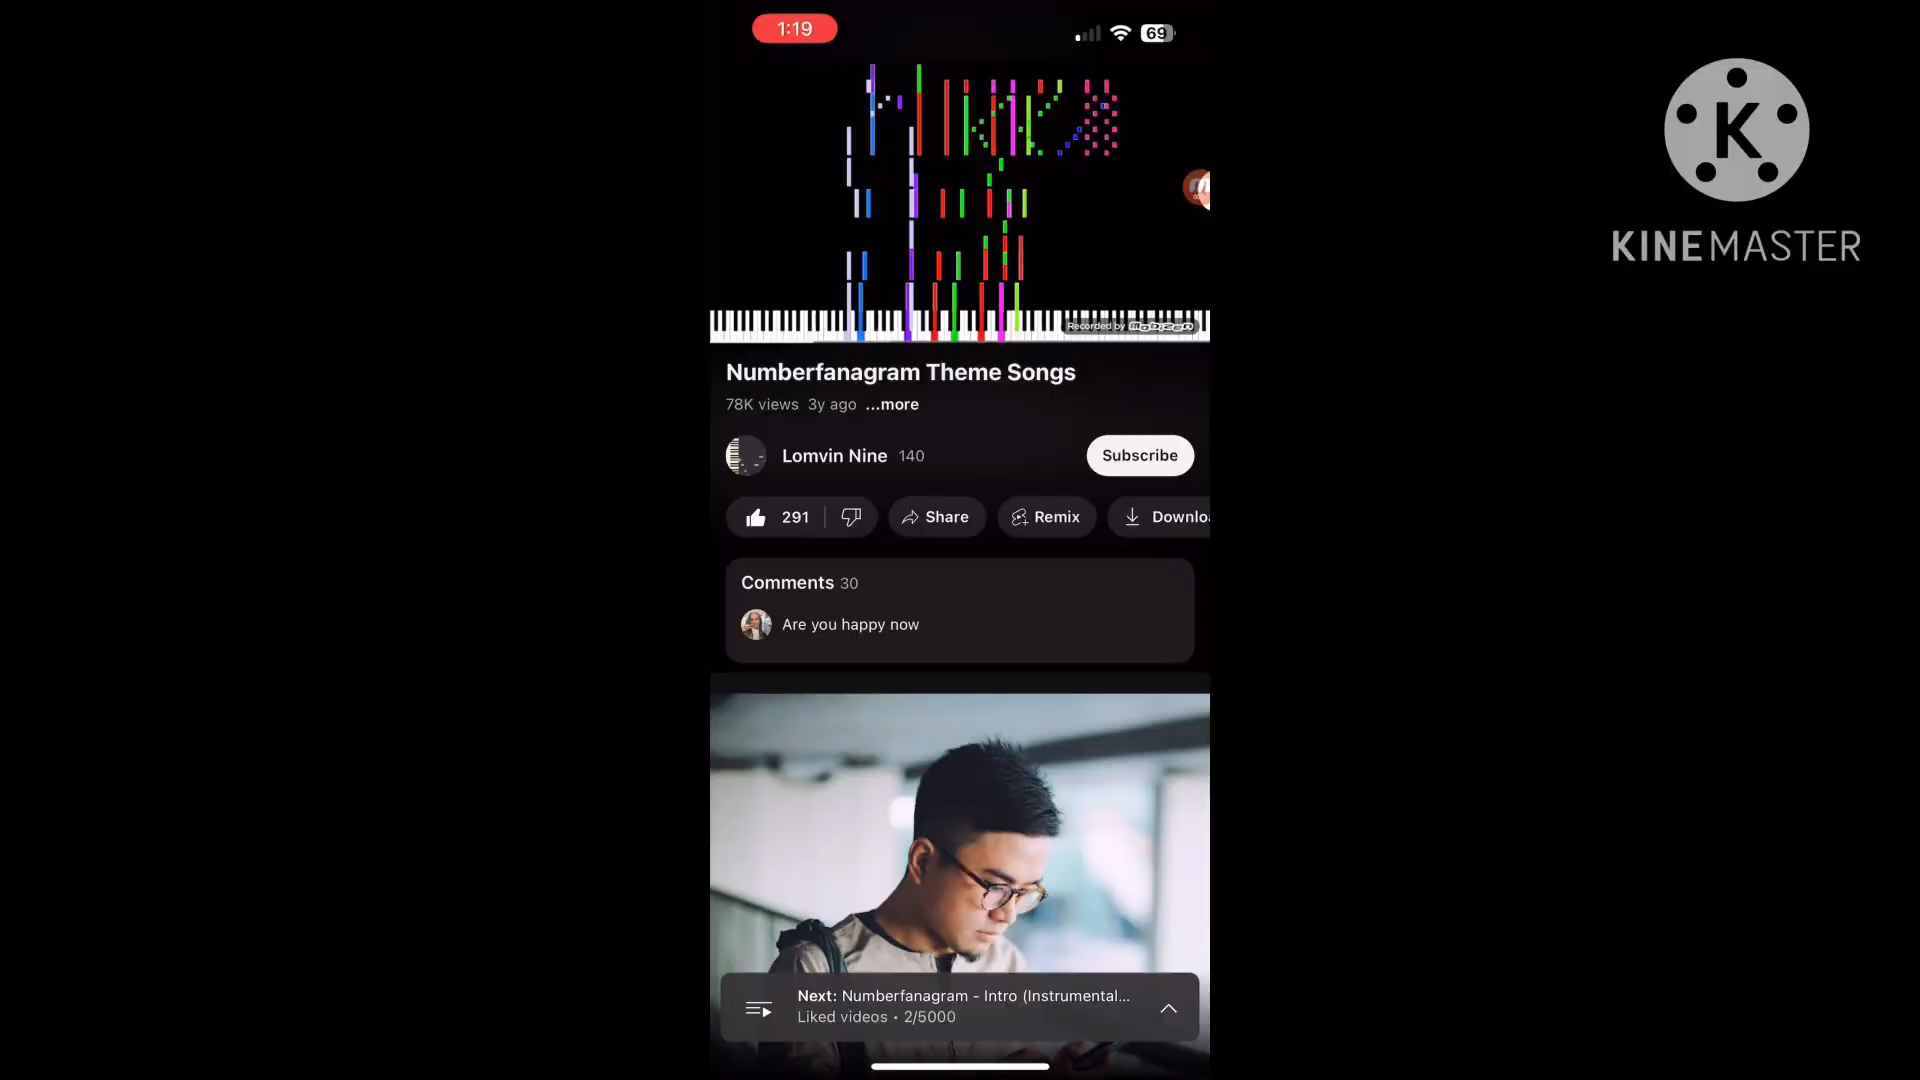 1:19
69
K
KINEMASTER
Recorded by mobizen
Numberfanagram Theme Songs
78K views 3y ago ...more
Lomvin Nine 140
Subscribe
291
Share
Remix
Downlo
Comments 30
Are you happy now
Next: Numberfanagram - Intro (Instrumental...
Liked videos • 2/5000